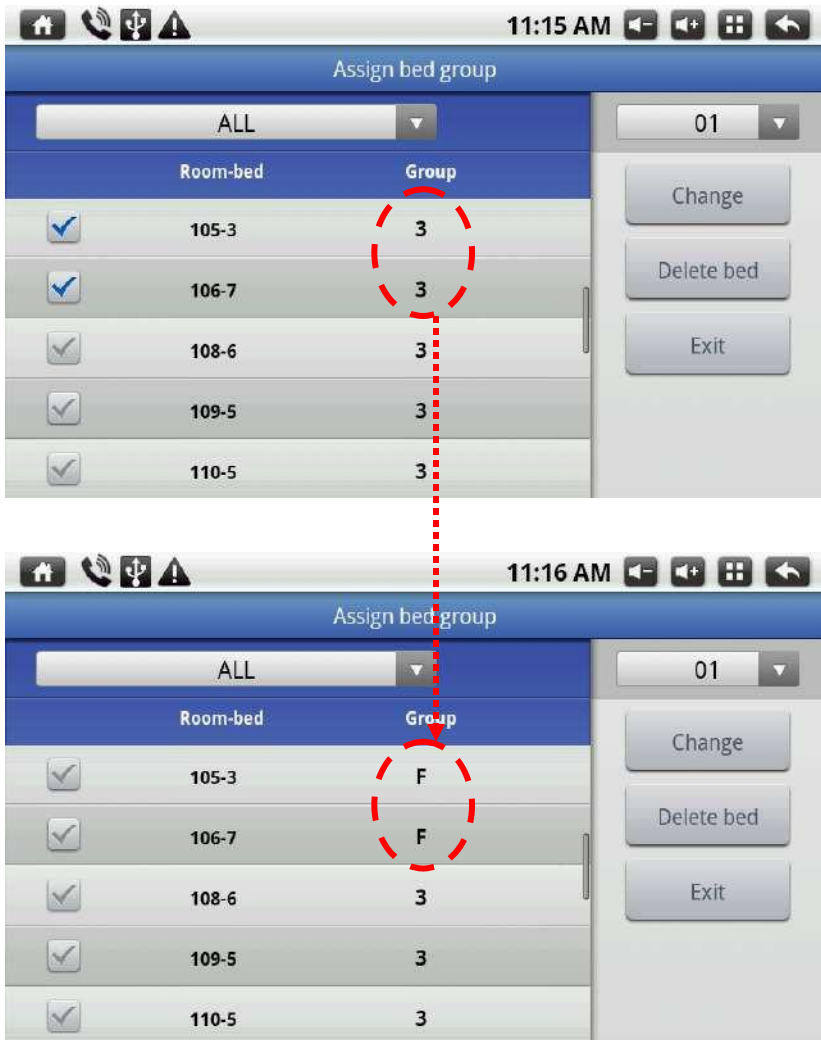 11:15 AM
Assign bed group
ALL 01
Room-bed Group
Change
105-3 3
Delete bed
106-7 3
108-6 3
Exit
109-5 3
110-5 3
11:16 AM
Assign bed group
ALL 01
Room-bed Group
Change
105-3 F
Delete bed
106-7 F
108-6 3
Exit
109-5 3
110-5 3